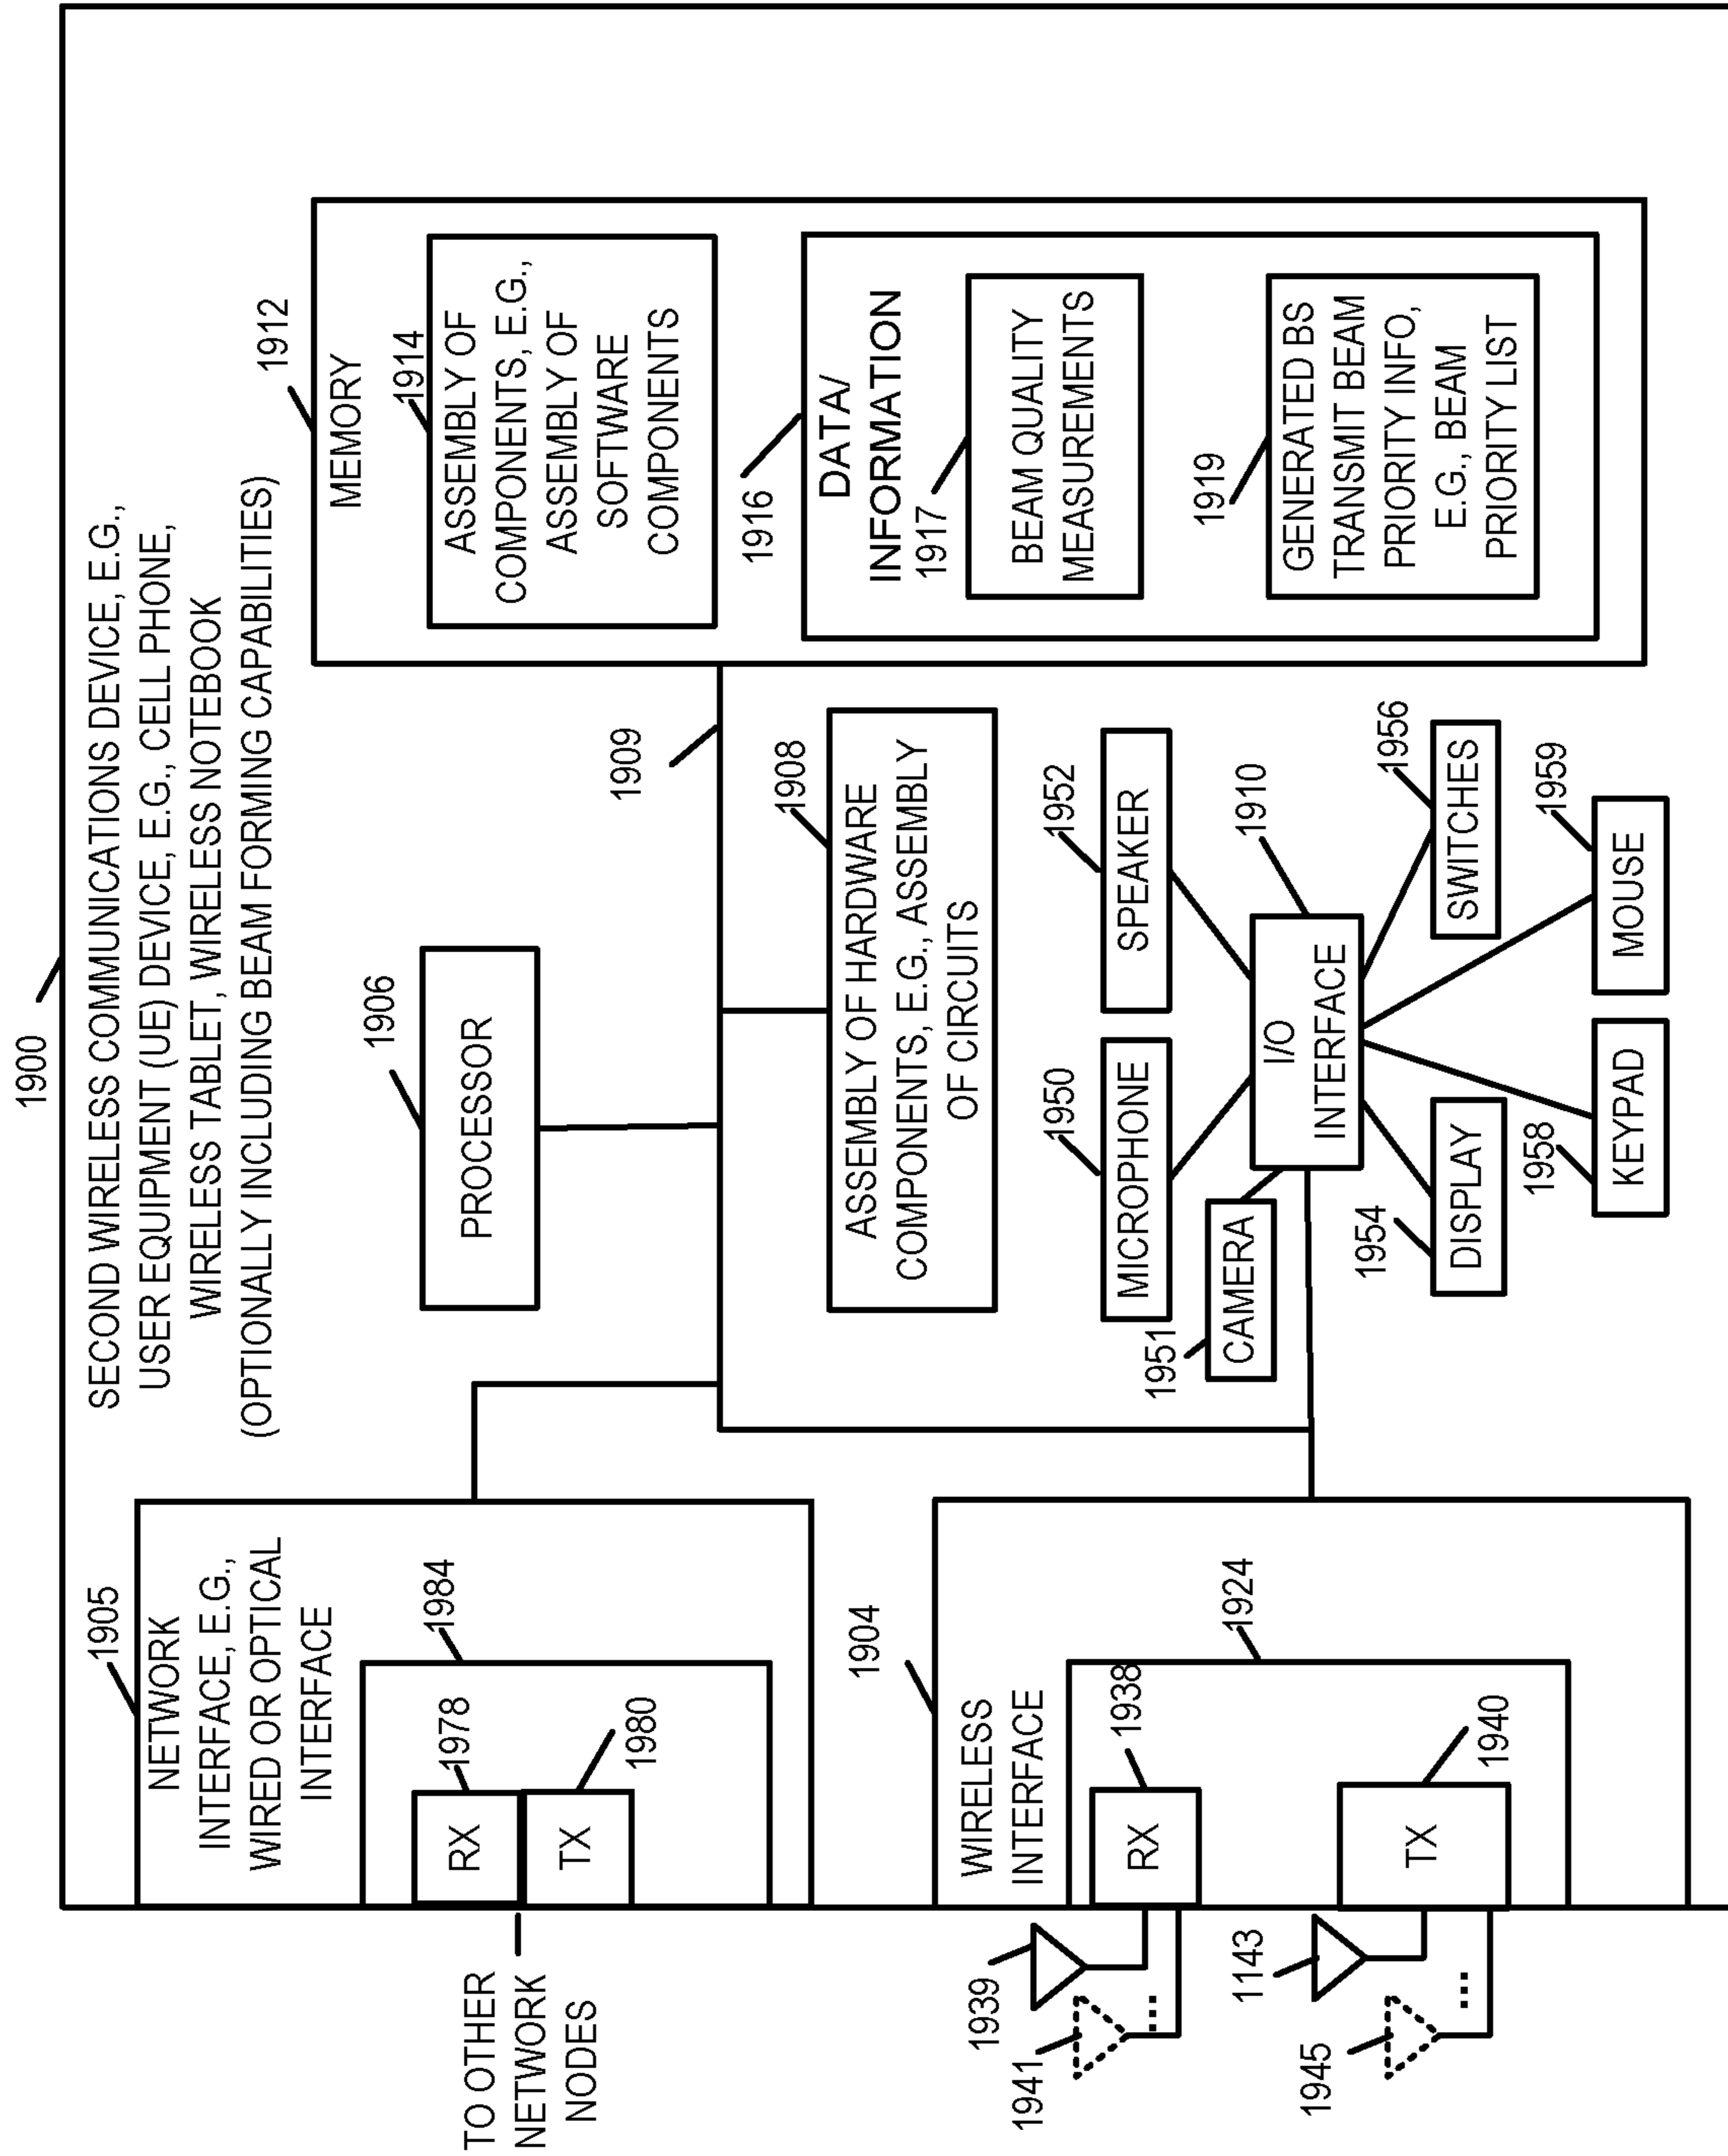 1900
SECOND WIRELESS COMMUNICATIONS DEVICE, E.G.,
USER EQUIPMENT (UE) DEVICE, E.G., CELL PHONE,
WIRELESS TABLET, WIRELESS NOTEBOOK
(OPTIONALLY INCLUDING BEAM FORMING CAPABILITIES)
1905
NETWORK
INTERFACE, E.G.,
WIRED OR OPTICAL
INTERFACE
1984
1978
RX
TX
1980
TO OTHER
NETWORK
NODES
1904
WIRELESS
INTERFACE
1924
1938
RX
1940
TX
1939
1941
...
1143
1945
...
1906
PROCESSOR
1909
1908
ASSEMBLY OF HARDWARE
COMPONENTS, E.G., ASSEMBLY
OF CIRCUITS
1950
MICROPHONE
1952
SPEAKER
1951
CAMERA
1910
I/O
INTERFACE
1954
DISPLAY
1956
SWITCHES
1958
KEYPAD
1959
MOUSE
1912
MEMORY
1914
ASSEMBLY OF
COMPONENTS, E.G.,
ASSEMBLY OF
SOFTWARE
COMPONENTS
1916
DATA/
INFORMATION
1917
BEAM QUALITY
MEASUREMENTS
1919
GENERATED BS
TRANSMIT BEAM
PRIORITY INFO,
E.G., BEAM
PRIORITY LIST